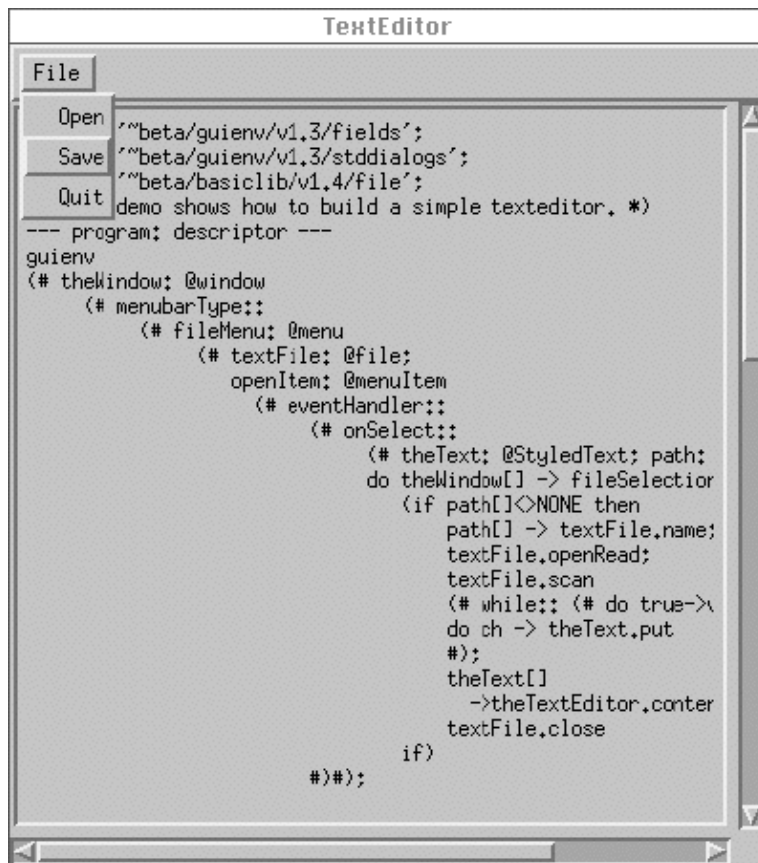 TextEditor
File
Open
Save
Quit
'~beta/guienv/v1.3/fields';
'~beta/guienv/v1.3/stddialogs';
'~beta/basiclib/v1.4/file';
demo shows how to build a simple texteditor. *)
--- program: descriptor ---
guienv
(# theWindow: @window
(# menubarType::
(# fileMenu: @menu
(# textFile: @file;
openItem: @menuItem
(# eventHandler::
(# onSelect::
(# theText: @StyledText; path:
do theWindow[] -> fileSelection
(if path[]<>NONE then
path[] -> textFile.name;
textFile.openRead;
textFile.scan
(# while:: (# do true->v
do ch -> theText.put
#);
theText[]
->theTextEditor.conten
textFile.close
if)
#)#);